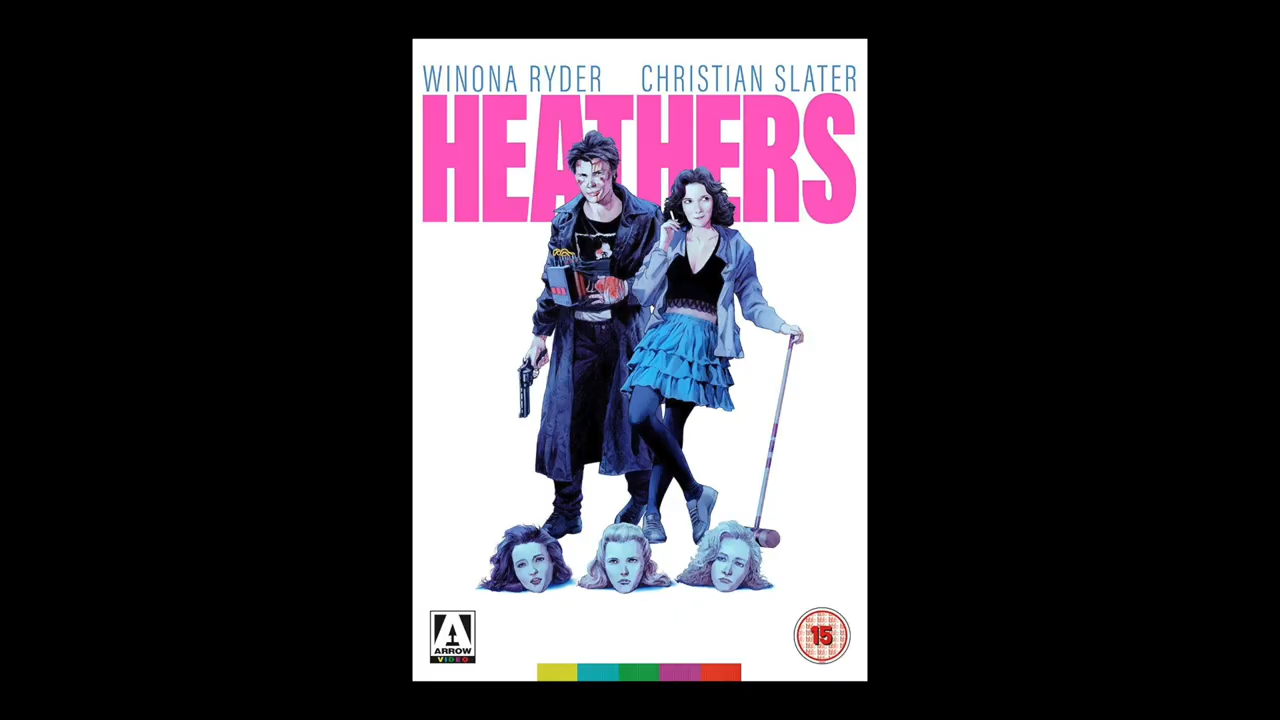 WINONA RYDER CHRISTIAN SLATER
HEATHERS
ARROW
VIDEO
15